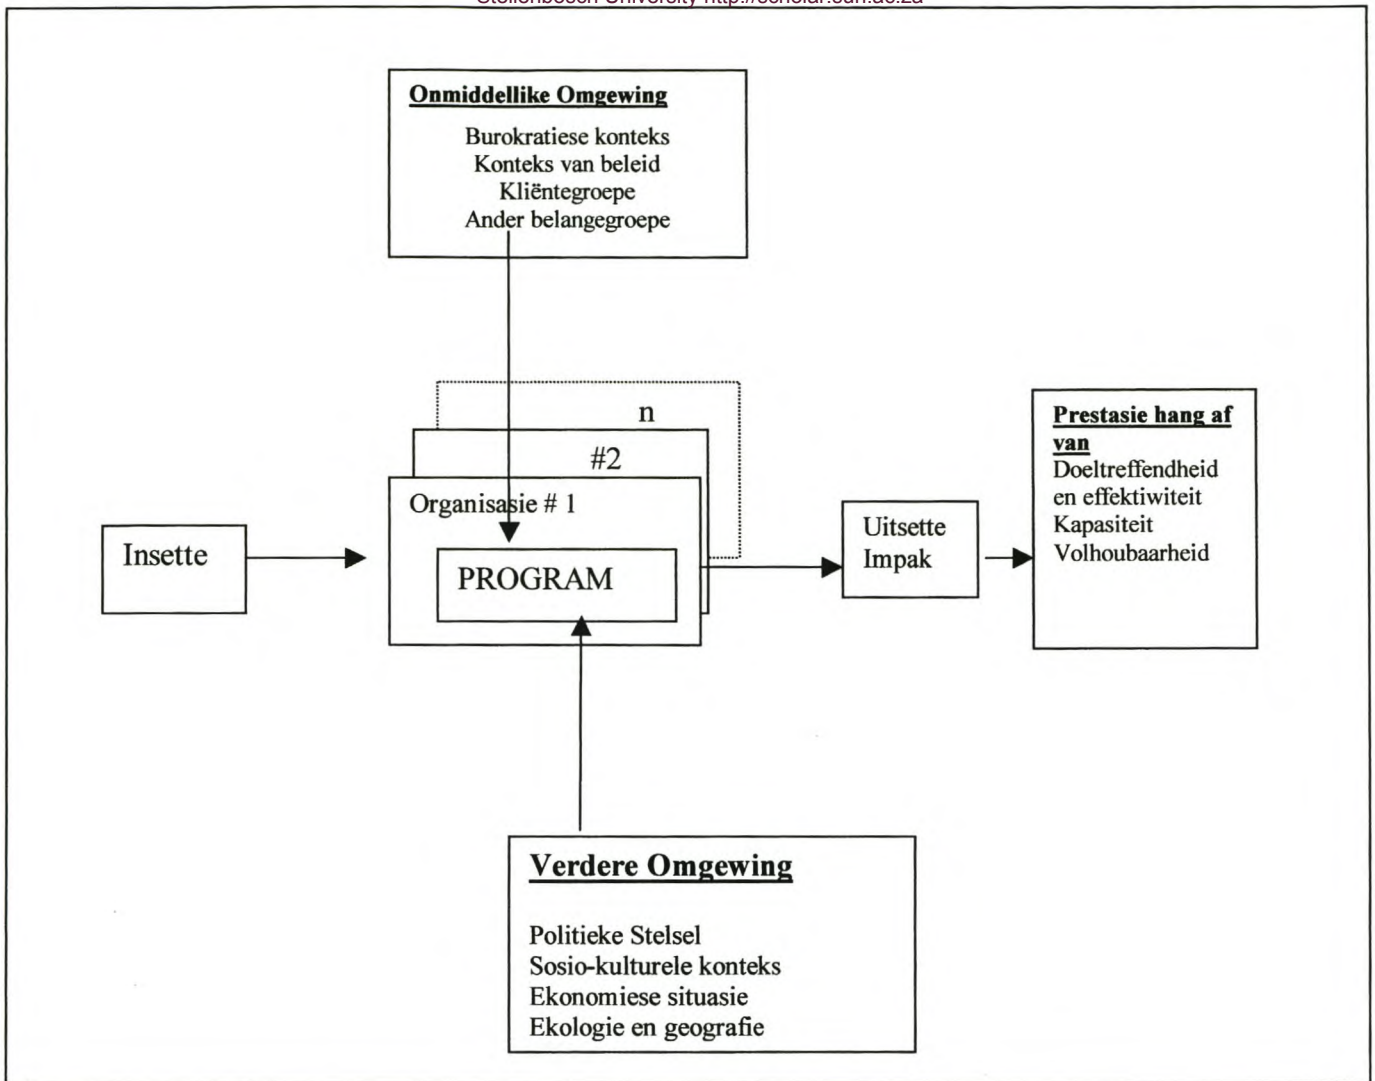 Stellenbosch University http://scholar.sun.ac.za
Onmiddellike Omgewing
Burokratiese konteks
Konteks van beleid
Kliëntegroepe
Ander belangegroepe
n
#2
Organisasie # 1
PROGRAM
Insette
Uitsette
Impak
Prestasie hang af
van
Doeltreffendheid
en effektiwiteit
Kapasiteit
Volhoubaarheid
Verdere Omgewing
Politieke Stelsel
Sosio-kulturele konteks
Ekonomiese situasie
Ekologie en geografie